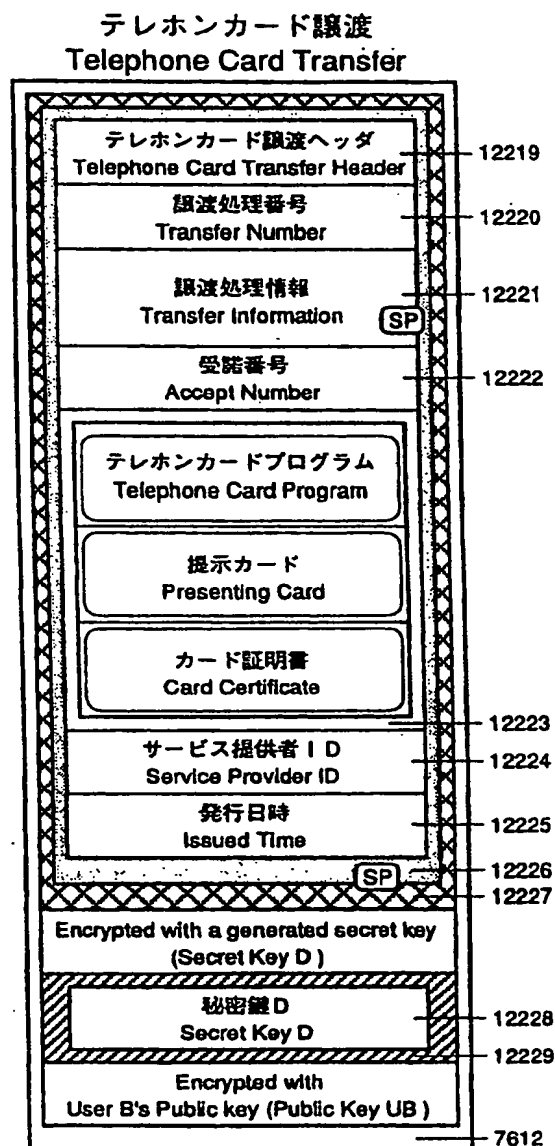 テレホンカード譲渡
Telephone Card Transfer
テレホンカード譲渡ヘッダ
Telephone Card Transfer Header
12219
譲渡処理番号
Transfer Number
12220
譲渡処理情報
Transfer Information
12221
SP
受諾番号
Accept Number
12222
テレホンカードプログラム
Telephone Card Program
提示カード
Presenting Card
カード証明書
Card Certificate
12223
サービス提供者ID
Service Provider ID
12224
発行日時
Issued Time
12225
SP
12226
12227
Encrypted with a generated secret key
(Secret Key D )
秘密鍵D
Secret Key D
12228
12229
Encrypted with
User B's Public key (Public Key UB )
7612